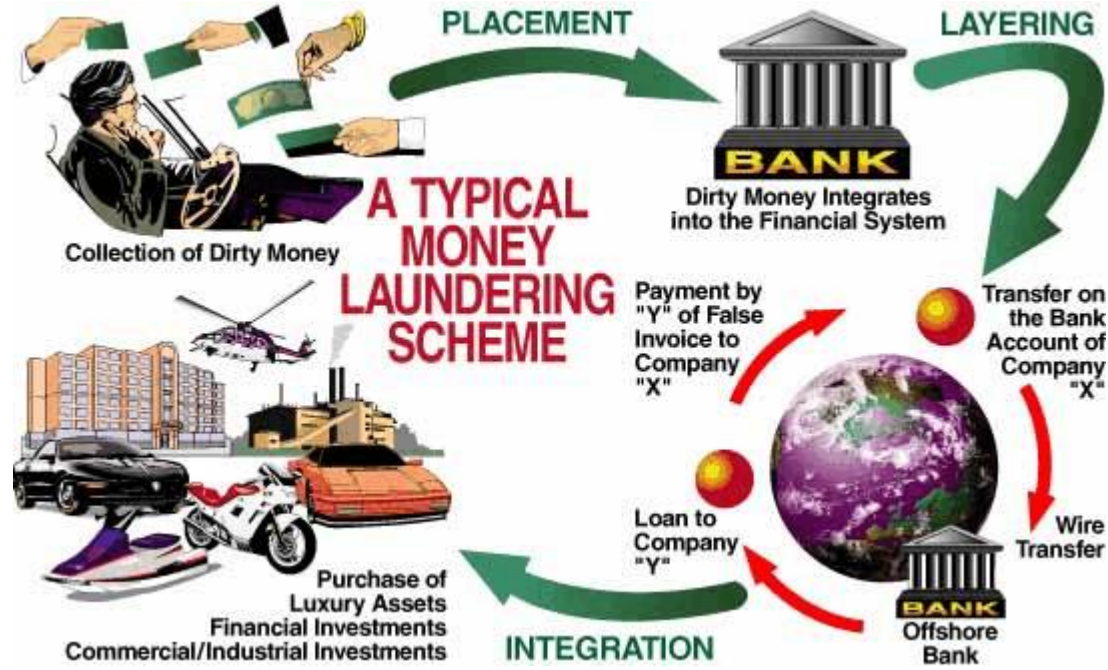 PLACEMENT
LAYERING
BANK
Dirty Money Integrates
into the Financial System
Collection of Dirty Money
A TYPICAL
MONEY
LAUNDERING
SCHEME
Payment by
"Y" of False
Invoice to
Company
"X"
Transfer on
the Bank
Account of
Company
"X"
Loan to
Company
"Y"
Wire
Transfer
BANK
Offshore
Bank
Purchase of
Luxury Assets
Financial Investments
Commercial/Industrial Investments
INTEGRATION